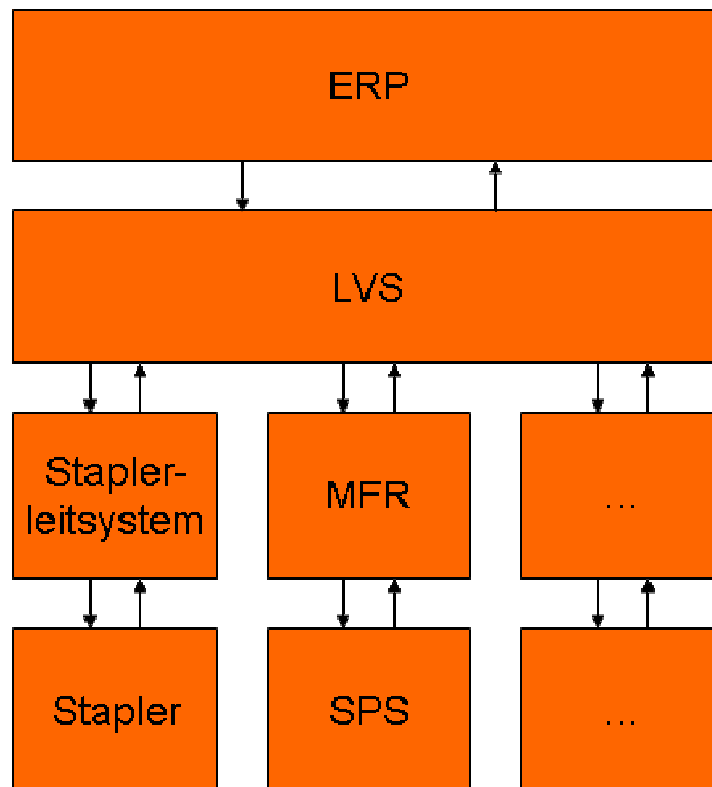 ERP
LVS
Stapler-
leitsystem
MFR
...
Stapler
SPS
...